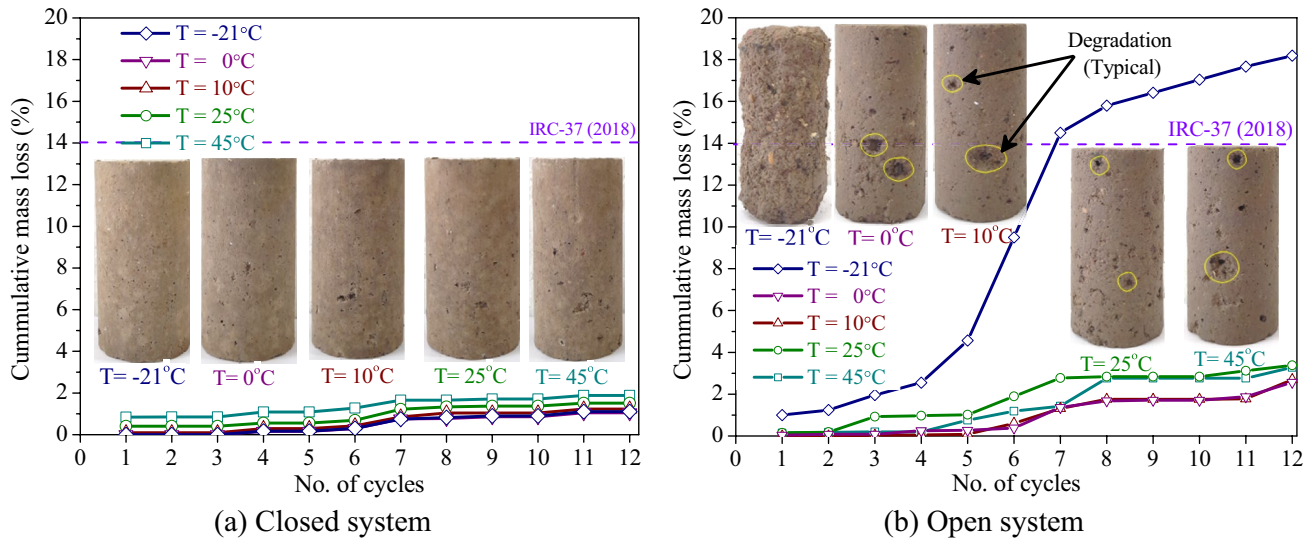 Cummulative mass loss (%)
20
18
16
14
12
10
8
6
4
2
0
T = -21°C
T = 0°C
T = 10°C
T = 25°C
T = 45°C
IRC-37 (2018)
T= -21°C
T= 0°C
T= 10°C
T= 25°C
T= 45°C
0 1 2 3 4 5 6 7 8 9 10 11 12
No. of cycles
(a) Closed system
Cummulative mass loss (%)
20
18
16
14
12
10
8
6
4
2
0
Degradation
(Typical)
IRC-37 (2018)
T= -21°C
T= 0°C
T= 10°C
T = -21°C
T = 0°C
T = 10°C
T = 25°C
T = 45°C
T= 25°C
T= 45°C
0 1 2 3 4 5 6 7 8 9 10 11 12
No. of cycles
(b) Open system